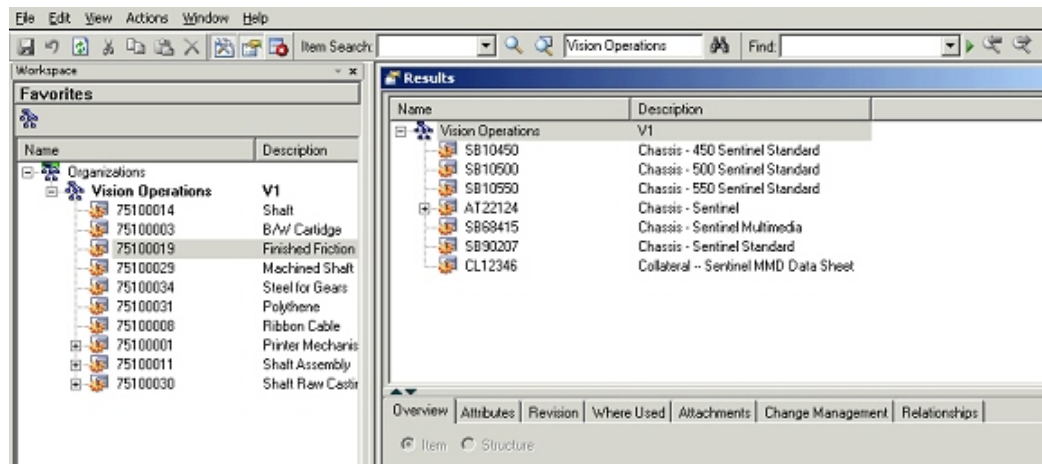 File Edit View Actions Window Help
Item Search: Vision Operations Find:
Workspace
Favorites
Name Description
Organizations
Vision Operations V1
75100014 Shaft
75100003 B/W Cartidge
75100019 Finished Friction
75100029 Machined Shaft
75100034 Steel for Gears
75100031 Polythene
75100008 Ribbon Cable
75100001 Printer Mechanis
75100011 Shaft Assembly
75100030 Shaft Raw Castin
Results
Name Description
Vision Operations V1
SB10450 Chassis - 450 Sentinel Standard
SB10500 Chassis - 500 Sentinel Standard
SB10550 Chassis - 550 Sentinel Standard
AT22124 Chassis - Sentinel
SB68415 Chassis - Sentinel Multimedia
SB90207 Chassis - Sentinel Standard
CL12346 Collateral -- Sentinel MMD Data Sheet
Overview Attributes Revision Where Used Attachments Change Management Relationships
Item Structure